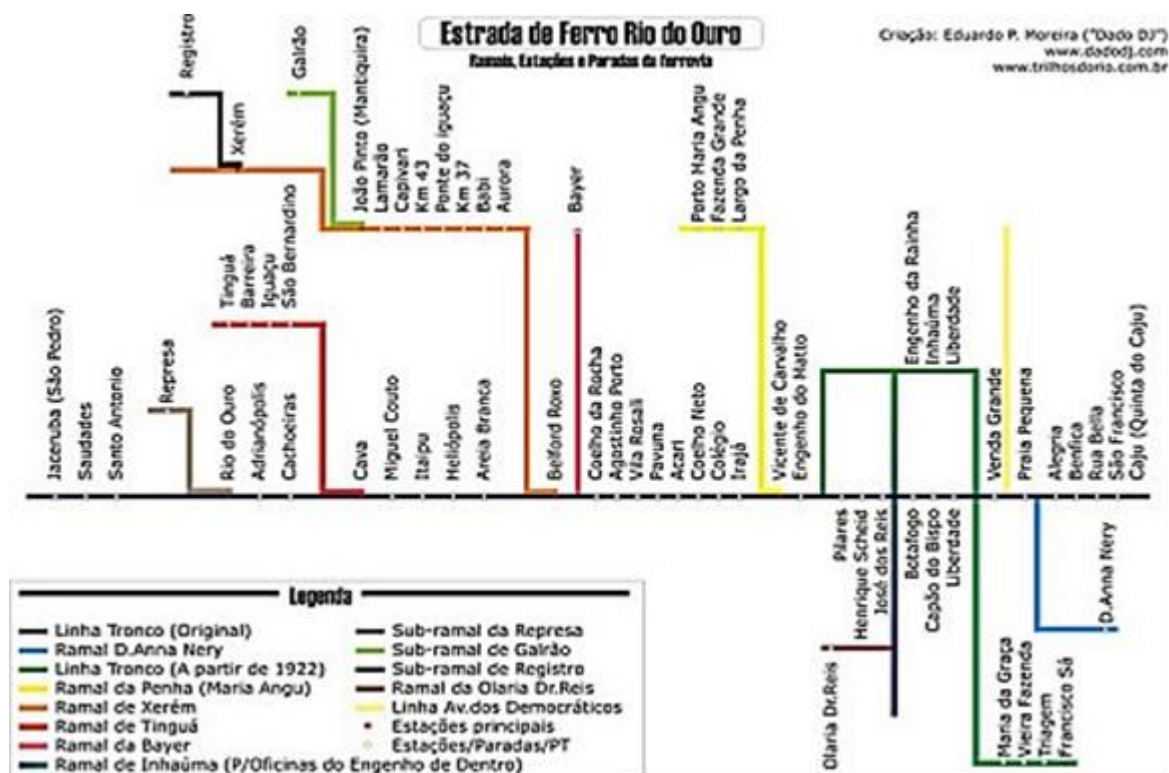 Estrada de Ferro Rio do Ouro
Ramais, Estações e Paradas da ferrovia
Criação: Eduardo P. Moreira ("Dado DJ")
www.dadodj.com
www.trilhosdorio.com.br
Registro
Xerém
Galrão
João Pinto (Mantiquira)
Lamarão
Capivari
Km 43
Ponte do Iguaçu
Km 37
Babi
Aurora
Bayer
Porto Maria Angu
Fazenda Grande
Largo da Penha
Tinguá
Barreira
Iguaçu
São Bernardino
Engenho da Rainha
Inhaúma
Liberdade
Jaceruba (São Pedro)
Saudades
Santo Antonio
Represa
Rio do Ouro
Adrianópolis
Cachoeiras
Cava
Miguel Couto
Itaipu
Heliópolis
Areia Branca
Belford Roxo
Coelho da Rocha
Agostinho Porto
Vila Rosali
Pavuna
Acari
Coelho Neto
Colégio
Irajá
Vicente de Carvalho
Engenho do Matto
Venda Grande
Praia Pequena
Alegria
Benfica
Rua Bella
São Francisco
Caju (Quinta do Caju)
Pilares
Henrique Scheid
José dos Reis
Botafogo
Capão do Bispo
Liberdade
D.Anna Nery
Olaria Dr.Reis
Maria da Graça
Vieira Fazenda
Triagem
Francisco Sá
Legenda
Linha Tronco (Original)
Ramal D.Anna Nery
Linha Tronco (A partir de 1922)
Ramal da Penha (Maria Angu)
Ramal de Xerém
Ramal de Tinguá
Ramal da Bayer
Ramal de Inhaúma (P/Oficinas do Engenho de Dentro)
Sub-ramal da Represa
Sub-ramal de Galrão
Sub-ramal de Registro
Ramal da Olaria Dr.Reis
Linha Av.dos Democráticos
Estações principais
Estações/Paradas/PT